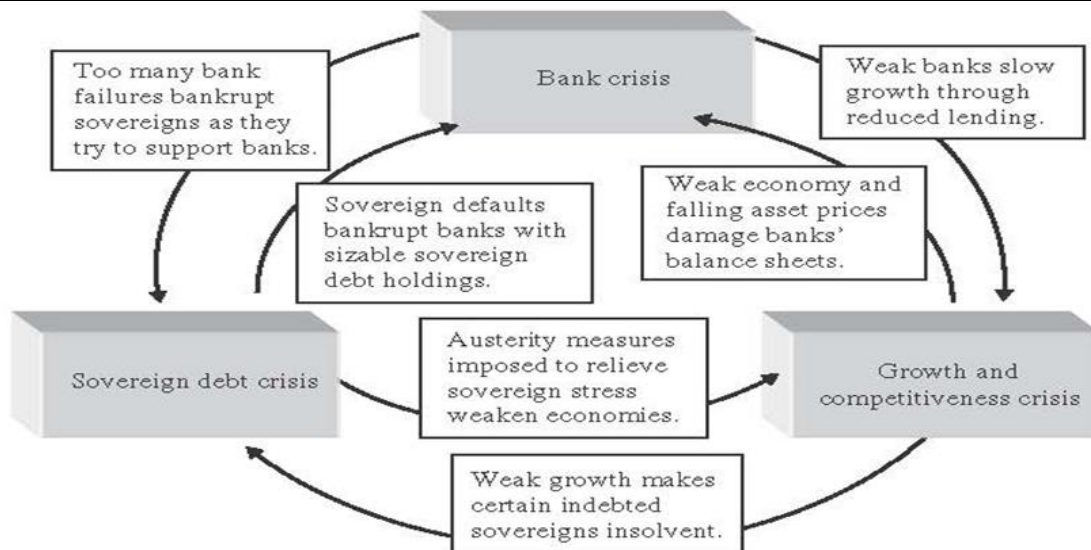 Bank crisis
Too many bank
failures bankrupt
sovereigns as they
try to support banks.
Weak banks slow
growth through
reduced lending.
Sovereign defaults
bankrupt banks with
sizable sovereign
debt holdings.
Weak economy and
falling asset prices
damage banks’
balance sheets.
Sovereign debt crisis
Austerity measures
imposed to relieve
sovereign stress
weaken economies.
Growth and
competitiveness crisis
Weak growth makes
certain indebted
sovereigns insolvent.